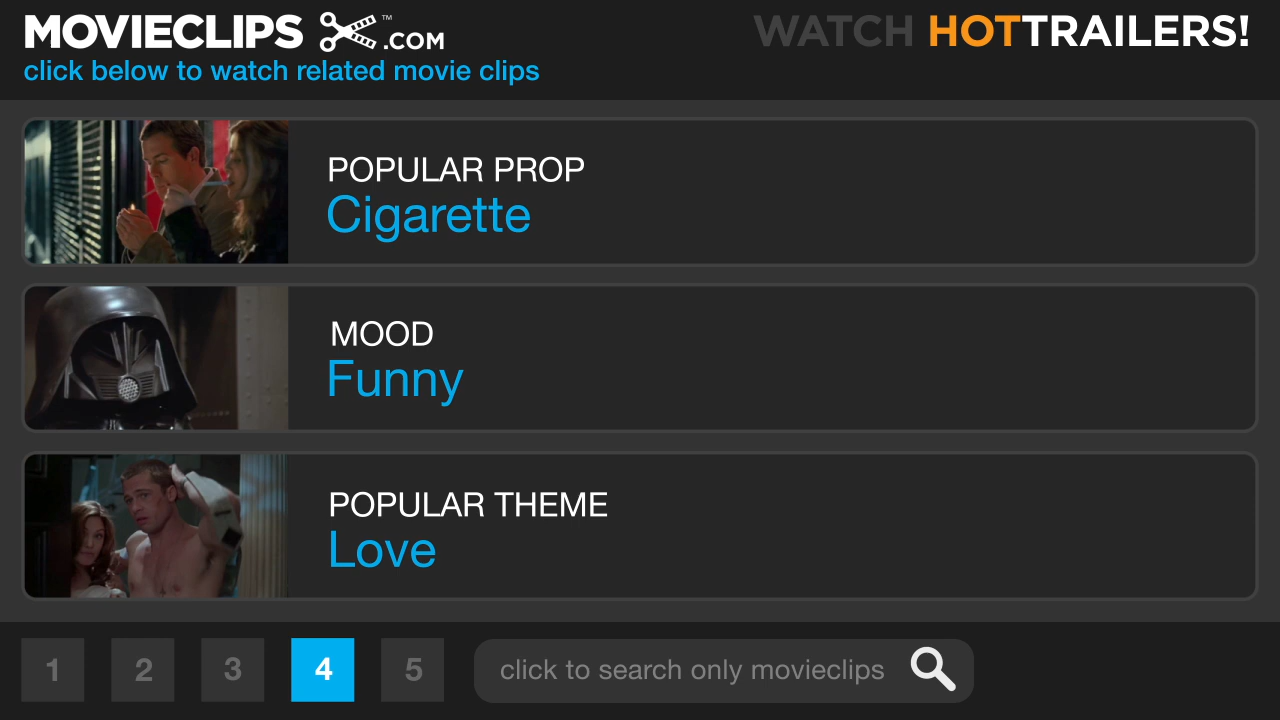 MOVIECLIPS ™ .COM
WATCH HOTTRAILERS!
click below to watch related movie clips
POPULAR PROP
Cigarette
MOOD
Funny
POPULAR THEME
Love
1 2 3 4 5
click to search only movieclips